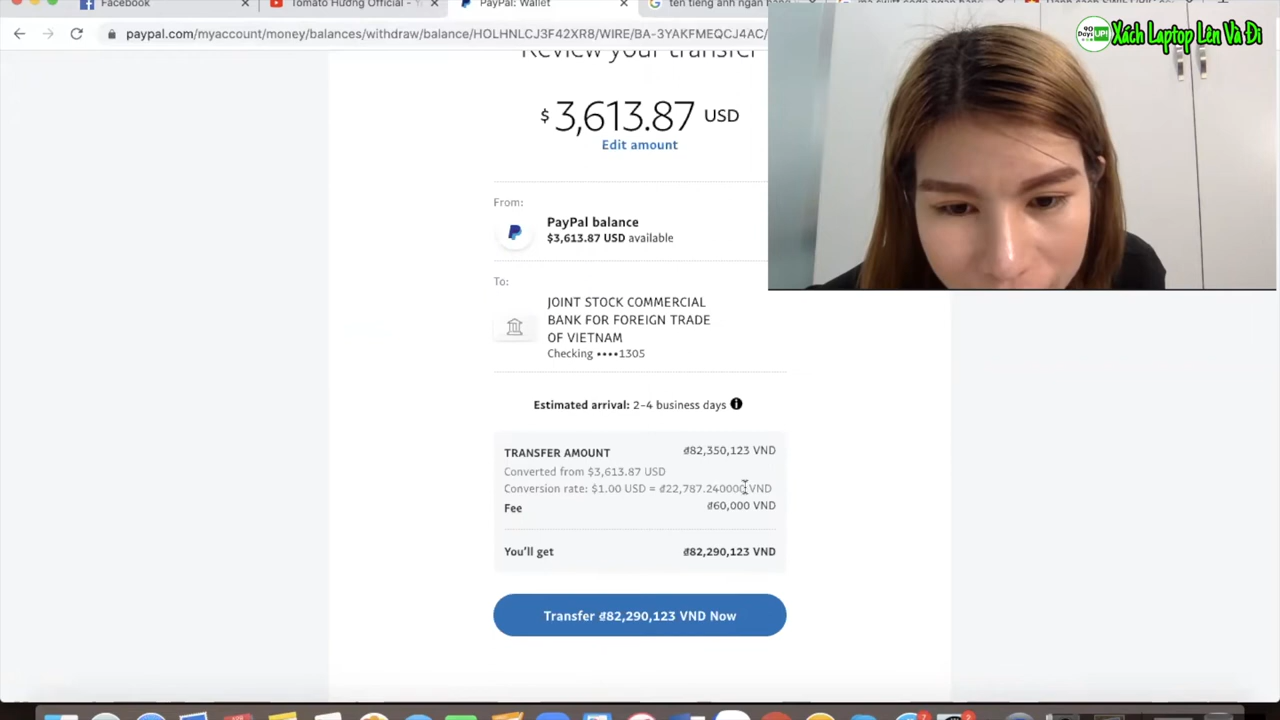 Facebook
Tomato Hương Official - 
PayPal: Wallet
90
Days
UP!
Xách Laptop Lên Và Đi
paypal.com/myaccount/money/balances/withdraw/balance/HOLHNLCJ3F42XR8/WIRE/BA-3YAKFMEQCJ4AC/
Review your transfer
$ 3,613.87 USD
Edit amount
From:
PayPal balance
$3,613.87 USD available
To:
JOINT STOCK COMMERCIAL
BANK FOR FOREIGN TRADE
OF VIETNAM
Checking ••••1305
Estimated arrival: 2-4 business days
TRANSFER AMOUNT ₫82,350,123 VND
Converted from $3,613.87 USD
Conversion rate: $1.00 USD = ₫22,787.240000 VND
Fee ₫60,000 VND
You'll get ₫82,290,123 VND
Transfer ₫82,290,123 VND Now